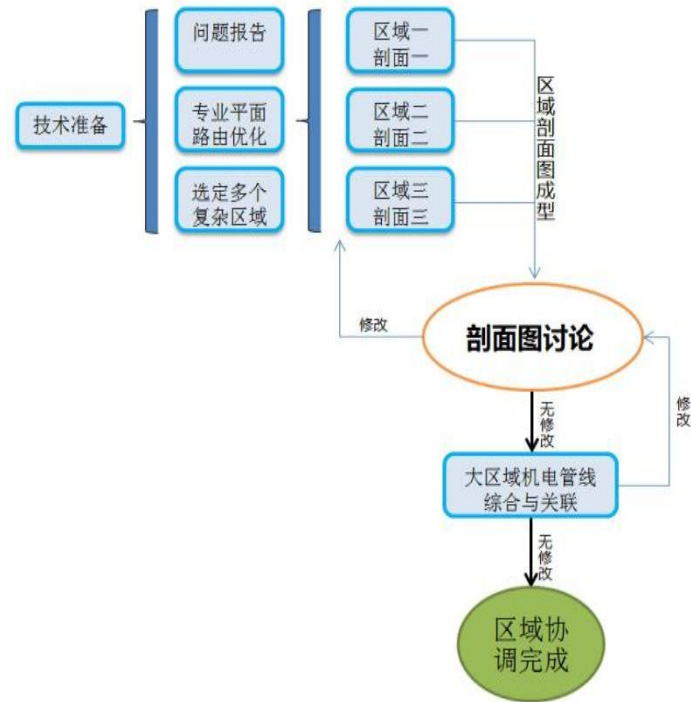 技术准备
问题报告
专业平面
路由优化
选定多个
复杂区域
区域一
剖面一
区域二
剖面二
区域三
剖面三
区域剖面图成型
修改
剖面图讨论
无修改
修改
大区域机电管线
综合与关联
无修改
区域协
调完成